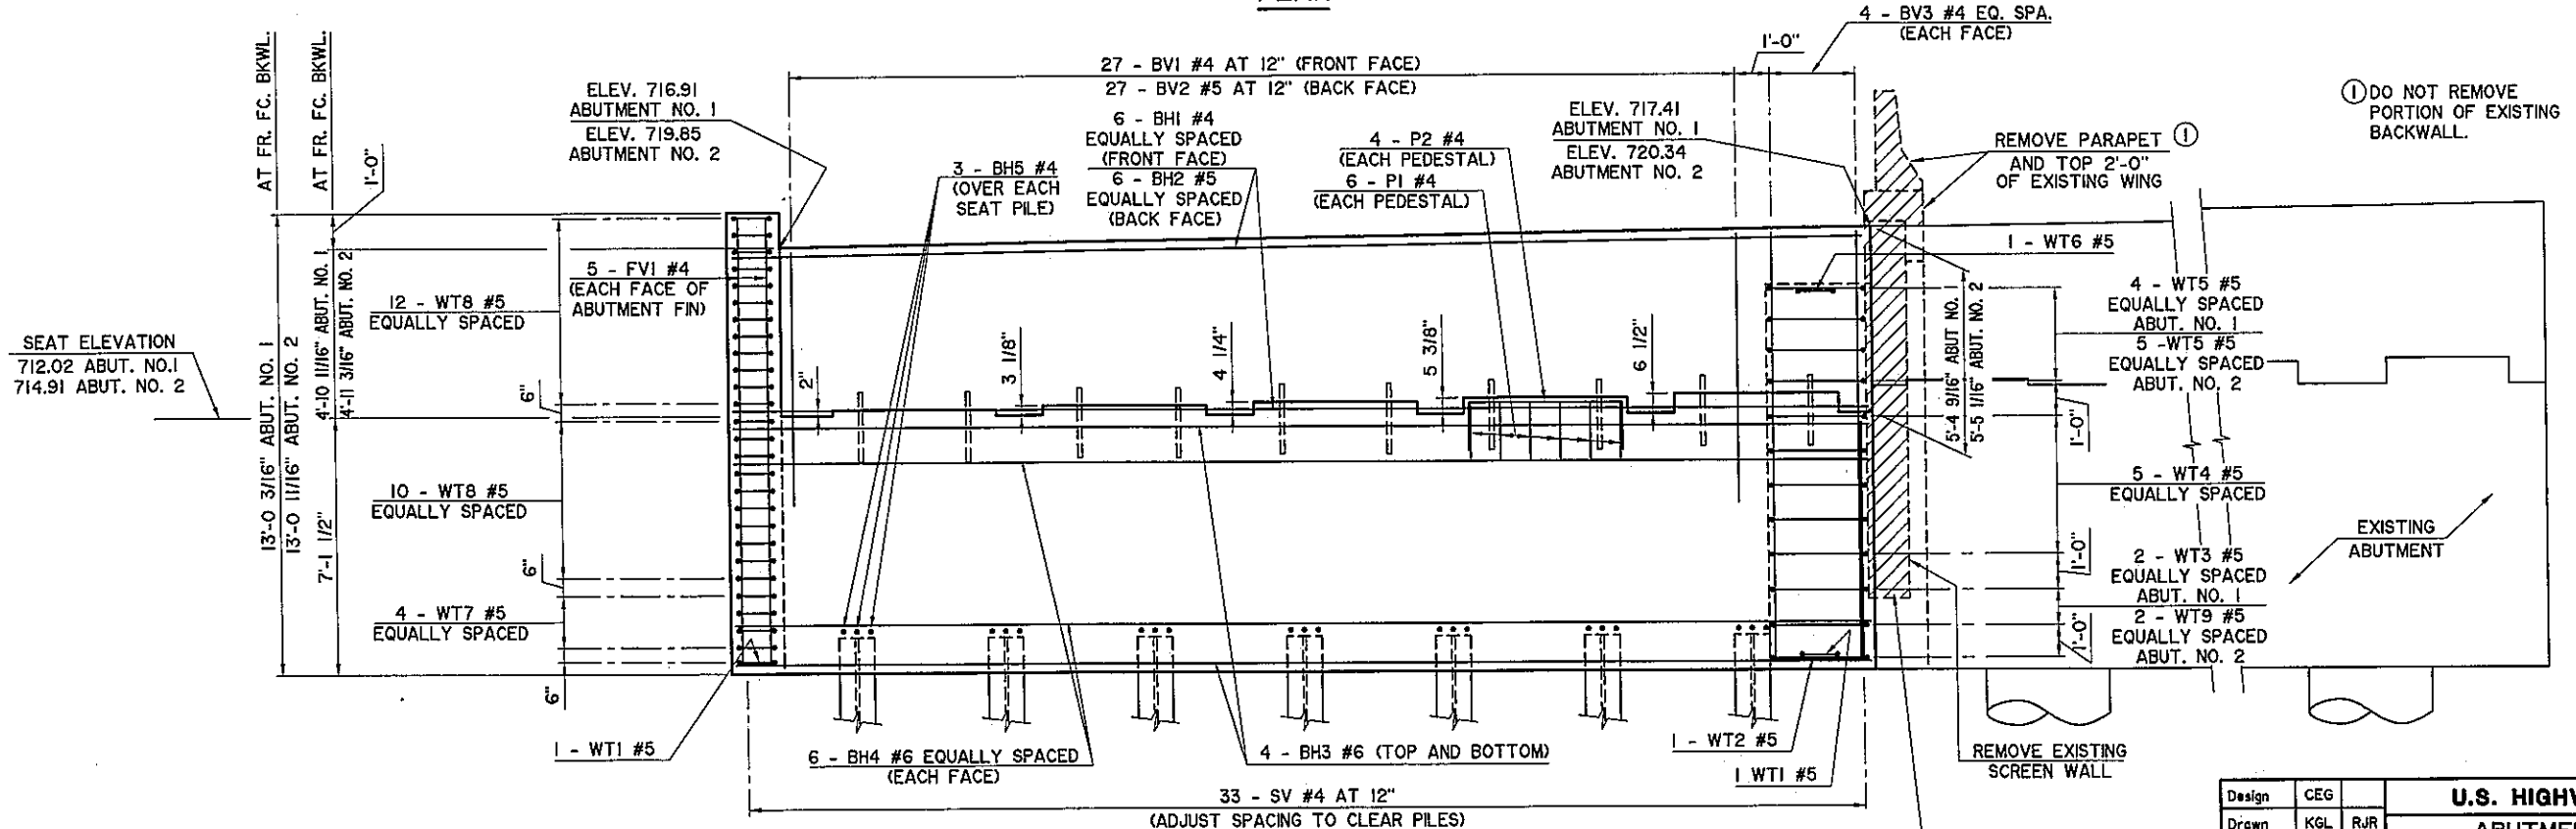 4 - BV3 #4 EQ. SPA.
(EACH FACE)
1'-0"
27 - BV1 #4 AT 12" (FRONT FACE)
27 - BV2 #5 AT 12" (BACK FACE)
AT FR. FC. BKWL.
AT FR. FC. BKWL.
1'-0"
ELEV. 716.91
ABUTMENT NO. 1
ELEV. 719.85
ABUTMENT NO. 2
6 - BH1 #4
EQUALLY SPACED
(FRONT FACE)
6 - BH2 #5
EQUALLY SPACED
(BACK FACE)
3 - BH5 #4
(OVER EACH
SEAT PILE)
4 - P2 #4
(EACH PEDESTAL)
6 - P1 #4
(EACH PEDESTAL)
ELEV. 717.41
ABUTMENT NO. 1
ELEV. 720.34
ABUTMENT NO. 2
1 DO NOT REMOVE
PORTION OF EXISTING
BACKWALL.
REMOVE PARAPET 1
AND TOP 2'-0"
OF EXISTING WING
1 - WT6 #5
5 - FV1 #4
(EACH FACE OF
ABUTMENT FIN)
12 - WT8 #5
EQUALLY SPACED
SEAT ELEVATION
712.02 ABUT. NO.1
714.91 ABUT. NO. 2
13'-0 3/16" ABUT. NO. 1
13'-0 11/16" ABUT. NO. 2
4'-10 11/16" ABUT. NO. 1
4'-11 3/16" ABUT. NO. 2
7'-1 1/2"
6"
10 - WT8 #5
EQUALLY SPACED
6"
4 - WT7 #5
EQUALLY SPACED
6"
2"
3 1/8"
4 1/4"
5 3/8"
6 1/2"
5'-4 9/16" ABUT NO.
5'-5 1/16" ABUT. NO. 2
4 - WT5 #5
EQUALLY SPACED
ABUT. NO. 1
5 -WT5 #5
EQUALLY SPACED
ABUT. NO. 2
1'-0"
5 - WT4 #5
EQUALLY SPACED
1'-0"
2 - WT3 #5
EQUALLY SPACED
ABUT. NO. 1
2 - WT9 #5
EQUALLY SPACED
ABUT. NO. 2
1'-0"
EXISTING
ABUTMENT
1 - WT1 #5
6 - BH4 #6 EQUALLY SPACED
(EACH FACE)
4 - BH3 #6 (TOP AND BOTTOM)
1 - WT2 #5
1 WT1 #5
REMOVE EXISTING
SCREEN WALL
33 - SV #4 AT 12"
(ADJUST SPACING TO CLEAR PILES)
Design CEG
Drawn KGL RJR